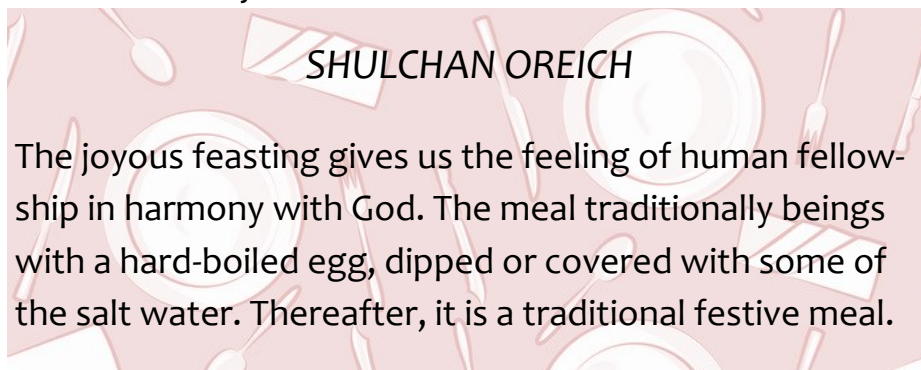 SHULCHAN OREICH
The joyous feasting gives us the feeling of human fellow-
ship in harmony with God. The meal traditionally beings
with a hard-boiled egg, dipped or covered with some of
the salt water. Thereafter, it is a traditional festive meal.